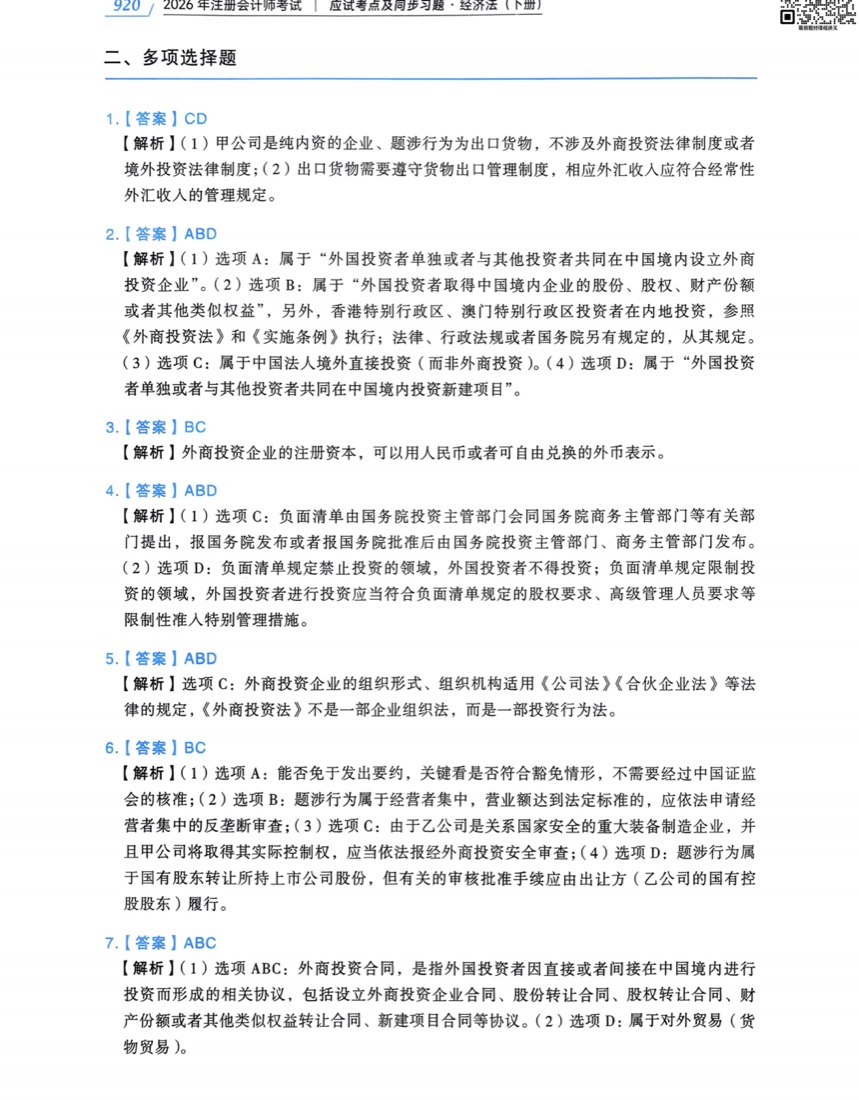 920 2026年注册会计师考试 | 应试考点及同步习题·经济法（下册）
二、多项选择题
1.【答案】CD
【解析】（1）甲公司是纯内资的企业、题涉行为为出口货物，不涉及外商投资法律制度或者
境外投资法律制度；（2）出口货物需要遵守货物出口管理制度，相应外汇收入应符合经常性
外汇收入的管理规定。
2.【答案】ABD
【解析】（1）选项A：属于“外国投资者单独或者与其他投资者共同在中国境内设立外商
投资企业”。（2）选项B：属于“外国投资者取得中国境内企业的股份、股权、财产份额
或者其他类似权益”，另外，香港特别行政区、澳门特别行政区投资者在内地投资，参照
《外商投资法》和《实施条例》执行；法律、行政法规或者国务院另有规定的，从其规定。
（3）选项C：属于中国法人境外直接投资（而非外商投资）。（4）选项D：属于“外国投资
者单独或者与其他投资者共同在中国境内投资新建项目”。
3.【答案】BC
【解析】外商投资企业的注册资本，可以用人民币或者可自由兑换的外币表示。
4.【答案】ABD
【解析】（1）选项C：负面清单由国务院投资主管部门会同国务院商务主管部门等有关部
门提出，报国务院发布或者报国务院批准后由国务院投资主管部门、商务主管部门发布。
（2）选项D：负面清单规定禁止投资的领域，外国投资者不得投资；负面清单规定限制投
资的领域，外国投资者进行投资应当符合负面清单规定的股权要求、高级管理人员要求等
限制性准入特别管理措施。
5.【答案】ABD
【解析】选项C：外商投资企业的组织形式、组织机构适用《公司法》《合伙企业法》等法
律的规定，《外商投资法》不是一部企业组织法，而是一部投资行为法。
6.【答案】BC
【解析】（1）选项A：能否免于发出要约，关键看是否符合豁免情形，不需要经过中国证监
会的核准；（2）选项B：题涉行为属于经营者集中，营业额达到法定标准的，应依法申请经
营者集中的反垄断审查；（3）选项C：由于乙公司是关系国家安全的重大装备制造企业，并
且甲公司将取得其实际控制权，应当依法报经外商投资安全审查；（4）选项D：题涉行为属
于国有股东转让所持上市公司股份，但有关的审核批准手续应由出让方（乙公司的国有控
股股东）履行。
7.【答案】ABC
【解析】（1）选项ABC：外商投资合同，是指外国投资者因直接或者间接在中国境内进行
投资而形成的相关协议，包括设立外商投资企业合同、股份转让合同、股权转让合同、财
产份额或者其他类似权益转让合同、新建项目合同等协议。（2）选项D：属于对外贸易（货
物贸易）。